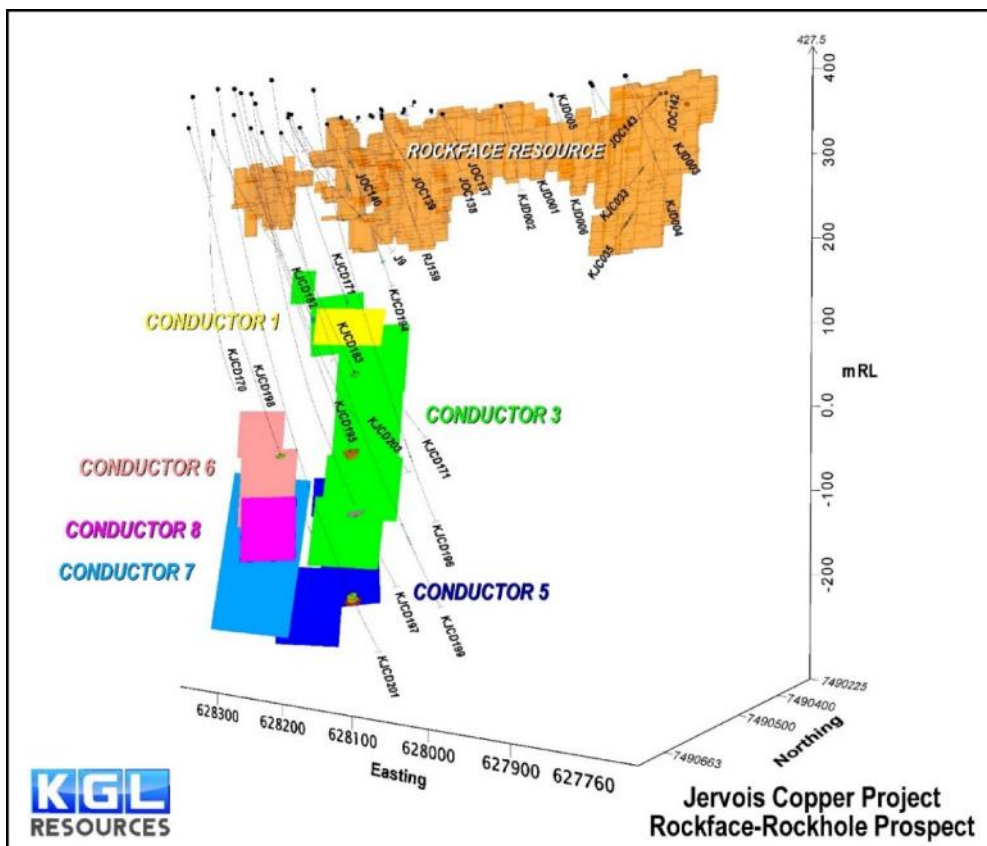 427.5
400
300
200
100
0.0
-100
-200
mRL
ROCKFACE RESOURCE
KJD005
JOC143
JOC142
KJD003
JOC140
JOC139
JOC137
JOC138
KJD002
KJD001
KJD006
KJC033
KJD004
KJC035
J9
RJ159
KJCD182
KJCD171
KJCD194
CONDUCTOR 1
KJCD183
KJCD170
KJCD198
KJCD195
KJCD203
CONDUCTOR 3
KJCD171
CONDUCTOR 6
CONDUCTOR 8
KJCD196
CONDUCTOR 7
CONDUCTOR 5
KJCD197
KJCD199
KJCD201
628300
628200
628100
628000
627900
627760
Easting
7490225
7490400
7490500
7490663
Northing
KGL
RESOURCES
Jervois Copper Project
Rockface-Rockhole Prospect